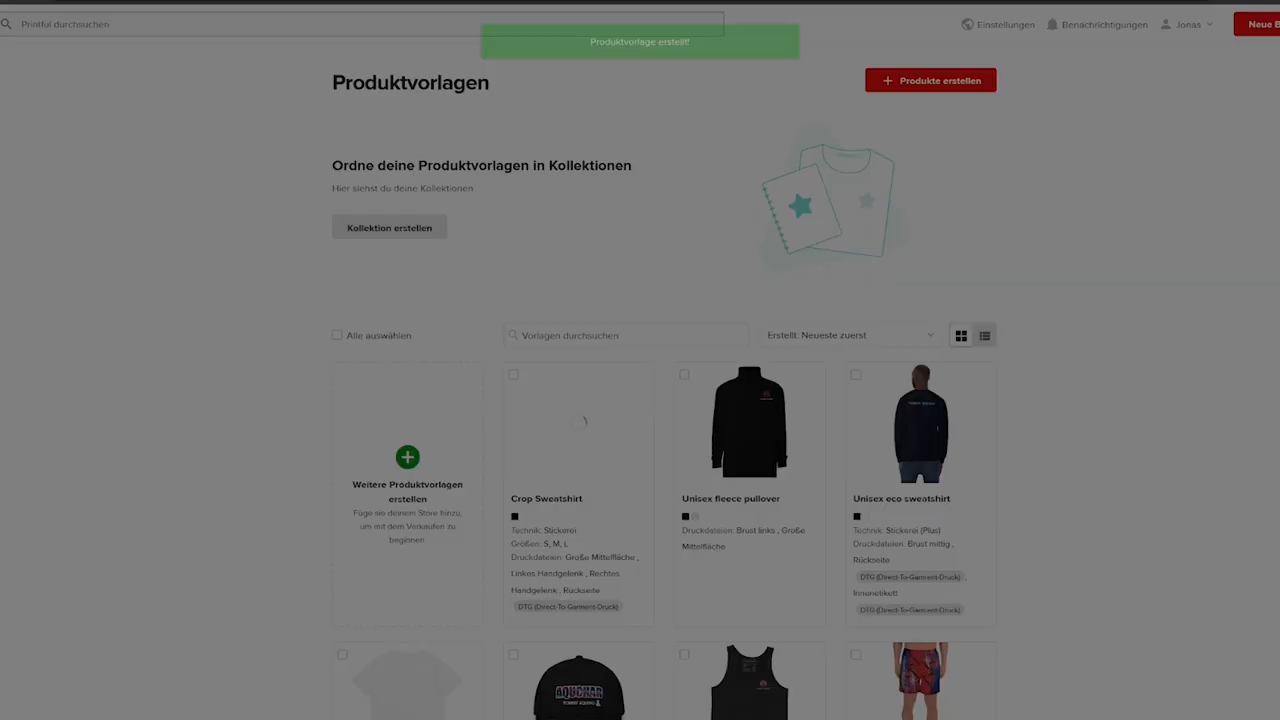 Printful durchsuchen
Einstellungen
Benachrichtigungen
Jonas
Neue B
Produktvorlage erstellt!
Produktvorlagen
Produkte erstellen
Ordne deine Produktvorlagen in Kollektionen
Hier siehst du deine Kollektionen
Kollektion erstellen
Alle auswählen
Vorlagen durchsuchen
Erstellt: Neueste zuerst
Weitere Produktvorlagen
erstellen
Füge sie deinem Store hinzu,
um mit dem Verkaufen zu
beginnen
Crop Sweatshirt
Technik: Stickerei
Größen: S, M, L
Druckdateien: Große Mittelfläche ,
Linkes Handgelenk , Rechtes
Handgelenk , Rückseite
DTG (Direct-To-Garment-Druck)
Unisex fleece pullover
Druckdateien: Brust links , Große
Mittelfläche
Unisex eco sweatshirt
Technik: Stickerei (Plus)
Druckdateien: Brust mittig ,
Rückseite
DTG (Direct-To-Garment-Druck) ,
Innenetikett
DTG (Direct-To-Garment-Druck)